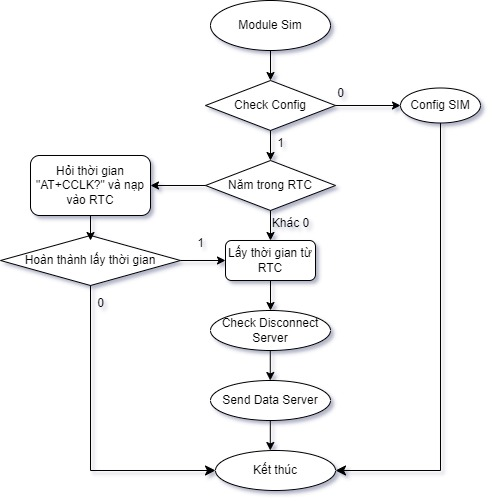 Module Sim
Check Config
0
Config SIM
1
Hỏi thời gian
"AT+CCLK?" và nạp
vào RTC
Năm trong RTC
Khác 0
Hoàn thành lấy thời gian
1
Lấy thời gian từ
RTC
0
Check Disconnect
Server
Send Data Server
Kết thúc